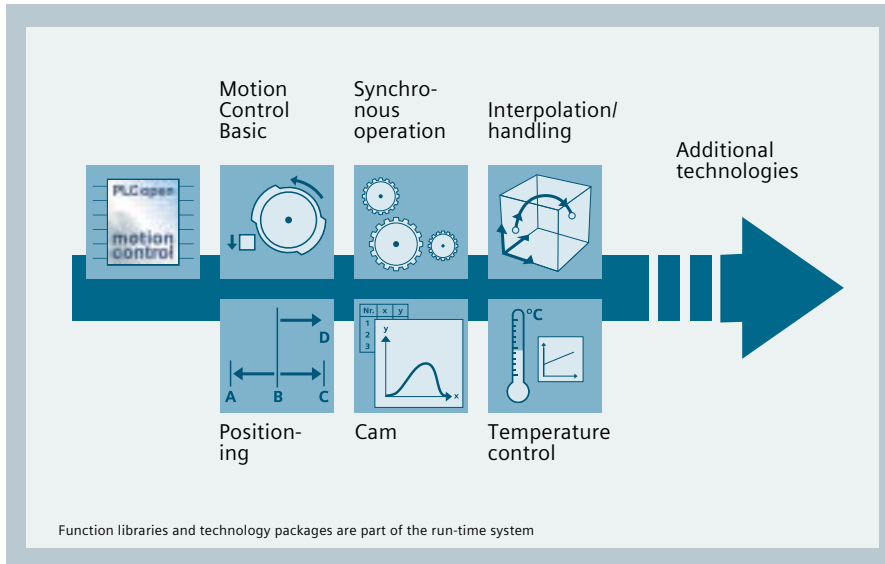 Motion
Control
Basic
Synchro-
nous
operation
Interpolation/
handling
Additional
technologies
PLCopen
motion
control
°C
Nr. x y
1
2
3
y
x
D
A B C
Position-
ing
Cam
Temperature
control
Function libraries and technology packages are part of the run-time system